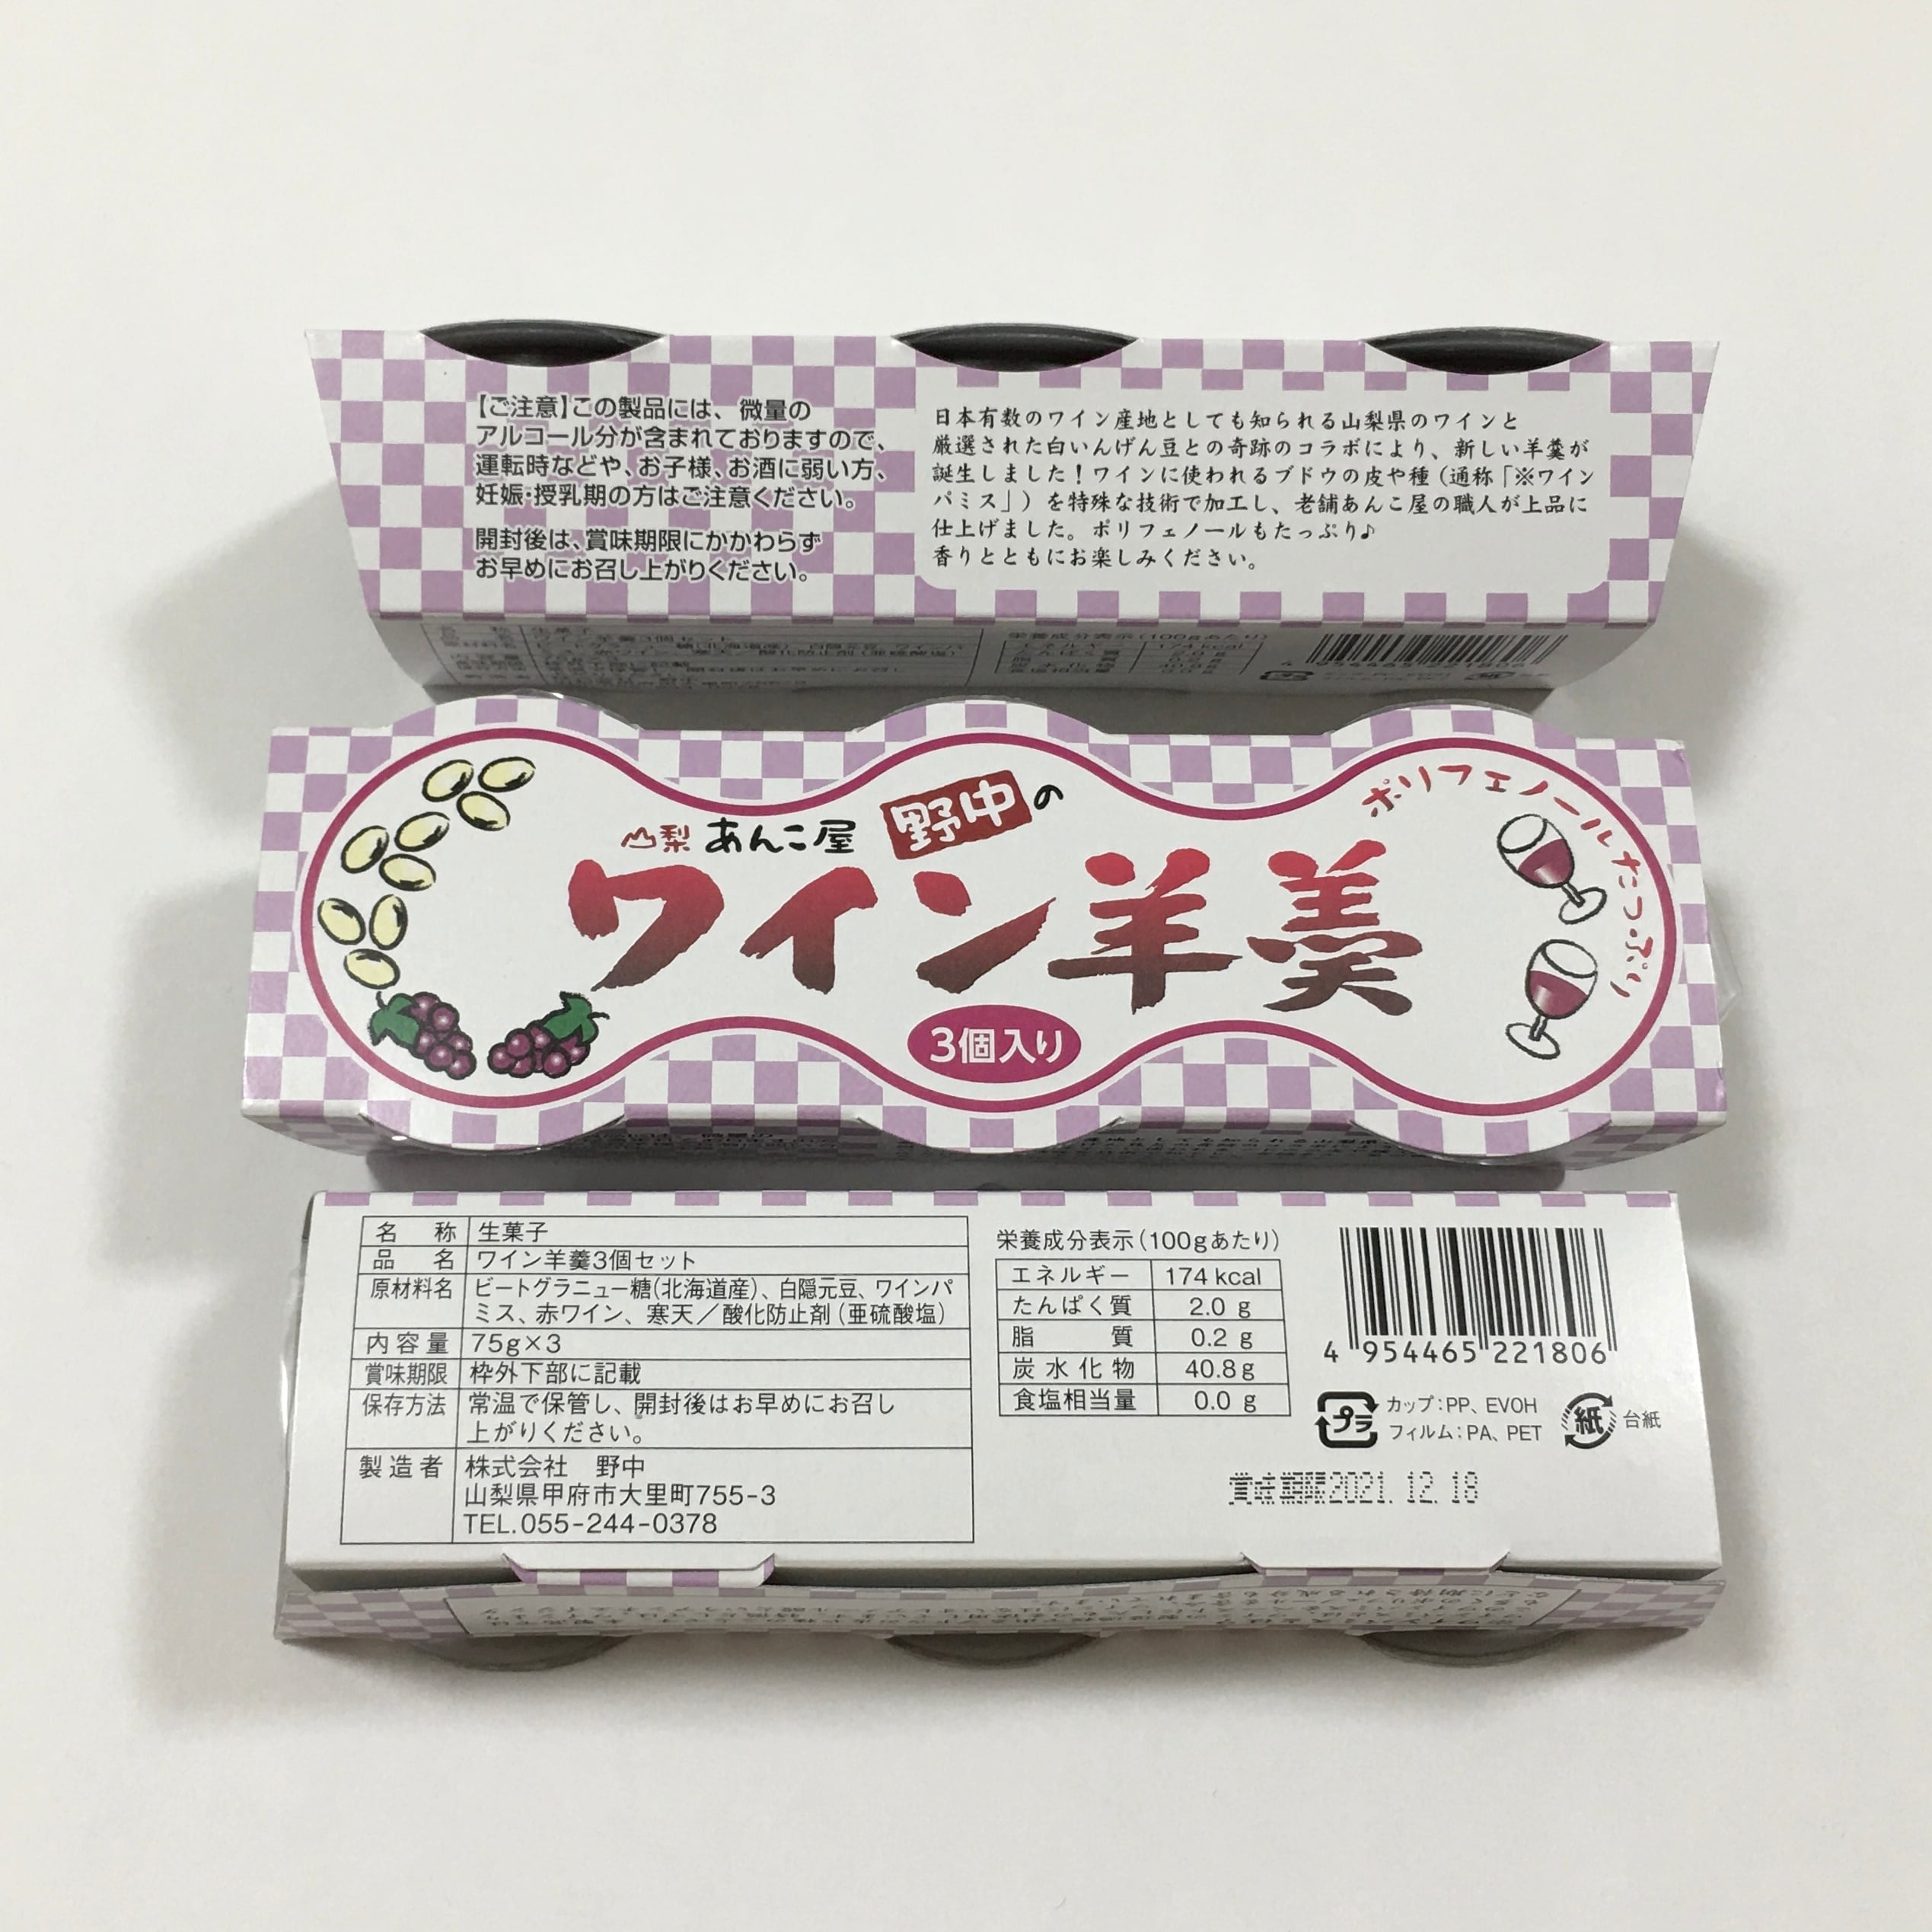 【ご注意】この製品には、微量の
アルコール分が含まれておりますので、
運転時などや、お子様、お酒に弱い方、
妊娠・授乳期の方はご注意ください。
開封後は、賞味期限にかかわらず
お早めにお召し上がりください。
日本有数のワイン産地としても知られる山梨県のワインと
厳選された白いんげん豆との奇跡のコラボにより、新しい羊羹が
誕生しました！ワインに使われるブドウの皮や種（通称「※ワイン
パミス」）を特殊な技術で加工し、老舗あんこ屋の職人が上品に
仕上げました。ポリフェノールもたっぷり♪
香りとともにお楽しみください。
栄養成分表示（100gあたり）
山梨 あんこ屋 野中の
ワイン羊羹
3個入り
ポリフェノールたっぷり
名称 生菓子
品名 ワイン羊羹3個セット
原材料名 ビートグラニュー糖（北海道産）、白隠元豆、ワインパ
ミス、赤ワイン、寒天／酸化防止剤（亜硫酸塩）
内容量 75g×3
賞味期限 枠外下部に記載
保存方法 常温で保管し、開封後はお早めにお召し
上がりください。
製造者 株式会社 野中
山梨県甲府市大里町755-3
TEL.055-244-0378
栄養成分表示（100gあたり）
エネルギー 174kcal
たんぱく質 2.0 g
脂質 0.2 g
炭水化物 40.8g
食塩相当量 0.0 g
4 954465 221806
プラ カップ：PP、EVOH
フィルム：PA、PET
紙 台紙
賞味期限2021. 12. 18